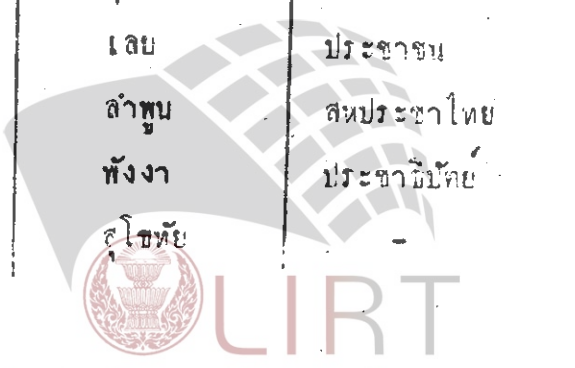 เลย ประชาชน
ลำพูน สหประชาไทย
พังงา ประชาธิปัตย์
สุโขทัย -
LIRT